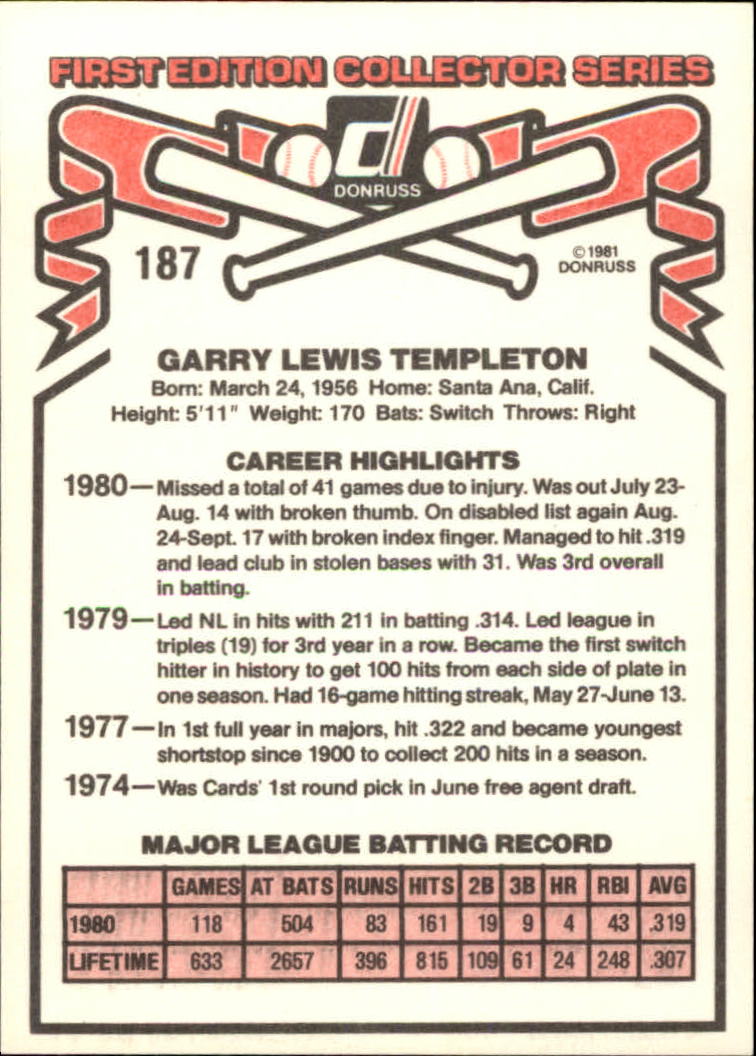 FIRST EDITION COLLECTOR SERIES
d
DONRUSS
187
© 1981
DONRUSS
GARRY LEWIS TEMPLETON
Born: March 24, 1956 Home: Santa Ana, Calif.
Height: 5'11" Weight: 170 Bats: Switch Throws: Right
CAREER HIGHLIGHTS
1980—Missed a total of 41 games due to injury. Was out July 23-
Aug. 14 with broken thumb. On disabled list again Aug.
24-Sept. 17 with broken index finger. Managed to hit .319
and lead club in stolen bases with 31. Was 3rd overall
in batting.
1979—Led NL in hits with 211 in batting .314. Led league in
triples (19) for 3rd year in a row. Became the first switch
hitter in history to get 100 hits from each side of plate in
one season. Had 16-game hitting streak, May 27-June 13.
1977—In 1st full year in majors, hit .322 and became youngest
shortstop since 1900 to collect 200 hits in a season.
1974—Was Cards' 1st round pick in June free agent draft.
MAJOR LEAGUE BATTING RECORD
GAMES AT BATS RUNS HITS 2B 3B HR RBI AVG
1980 118 504 83 161 19 9 4 43 .319
LIFETIME 633 2657 396 815 109 61 24 248 .307